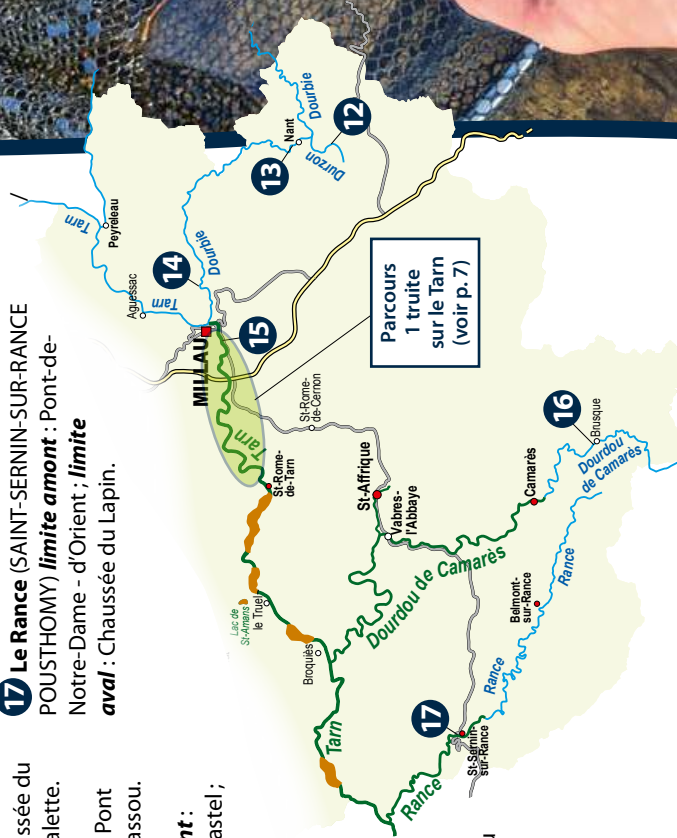 17 Le Rance (SAINT-SERNIN-SUR-RANCE
POUSTHOMY) limite amont : Pont-de-
Notre-Dame - d'Orient ; limite
aval : Chaussée du Lapin.
ssée du
alette.
Pont
assou.
nt :
astel ;
u
Tarn
Peyreleau
Aguessac
Tarn
14
Dourbie
MILLAU
15
Nant
13
Dourbie
12
Durzon
Parcours
1 truite
sur le Tarn
(voir p. 7)
Tarn
St-Rome-
de-Tarn
St-Rome-
de-Cernon
Lac de
St-Amans
le Truel
Broquiès
St-Affrique
Vabres-
l'Abbaye
Dourdou de Camarès
Camarès
16
Brusque
Dourdou
de Camarès
Rance
Belmont-
sur-Rance
Rance
17
St-Sernin-
sur-Rance
Rance
Tarn